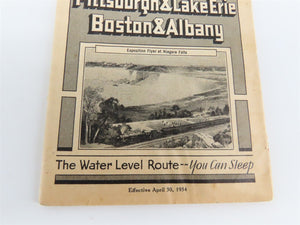 Pittsburgh & Lake Erie
Boston & Albany
Exposition Flyer at Niagara Falls
The Water Level Route--You Can Sleep
Effective April 30, 1934